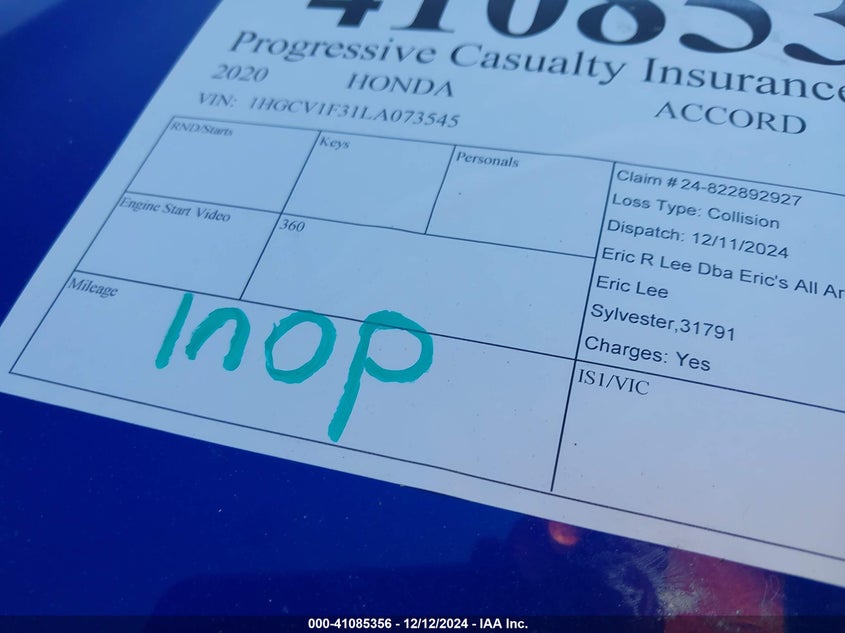 41085
Progressive Casualty Insurance
2020 HONDA ACCORD
VIN: 1HGCV1F31LA073545
RND/Starts
Keys
Personals
Engine Start Video
360
Mileage
Inop
Claim # 24-822892927
Loss Type: Collision
Dispatch: 12/11/2024
Eric R Lee Dba Eric's All Ar
Eric Lee
Sylvester,31791
Charges: Yes
IS1/VIC
000-41085356 - 12/12/2024 - IAA Inc.